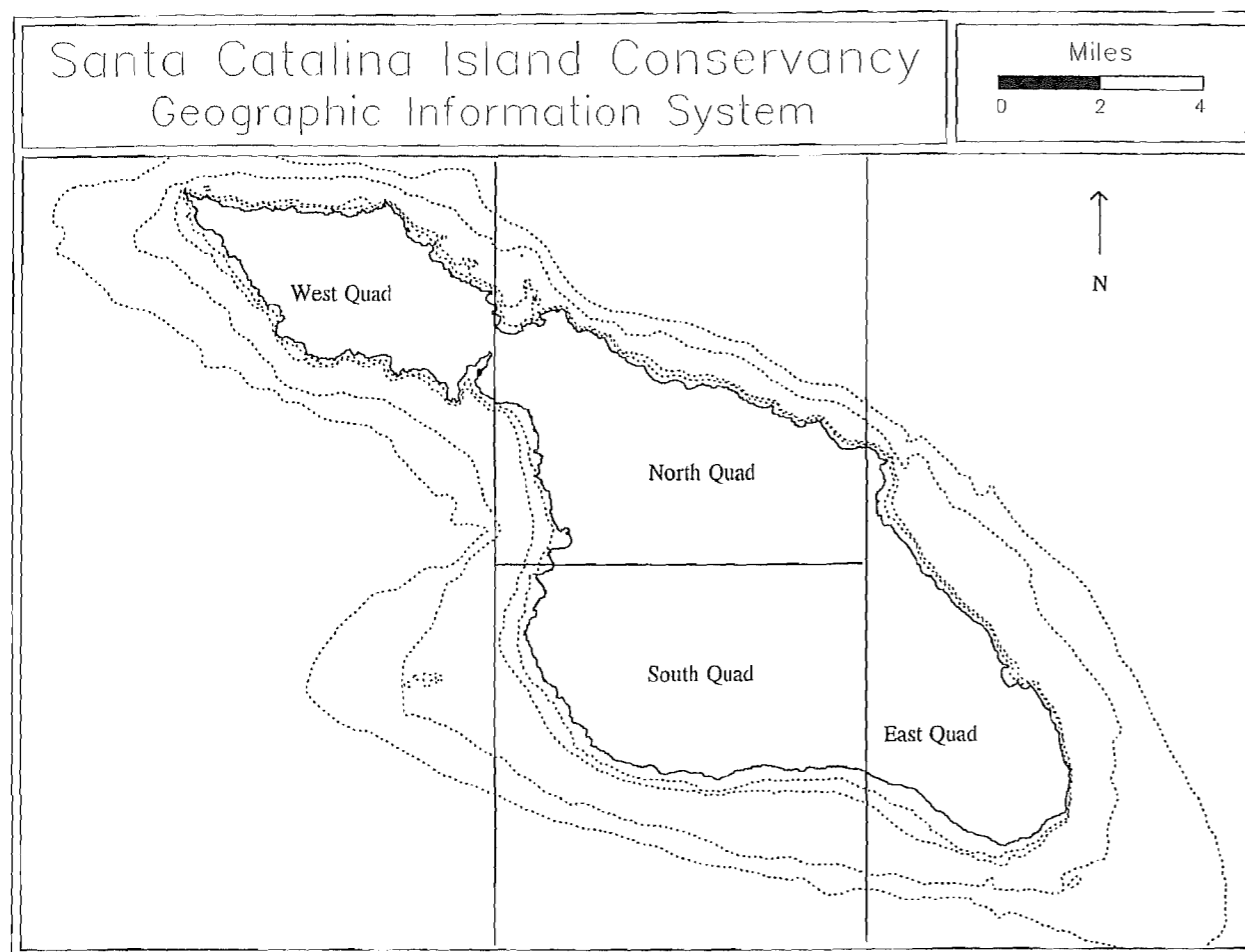 Santa Catalina Island Conservancy
Geographic Information System
Miles
0 2 4
N
West Quad
North Quad
South Quad
East Quad